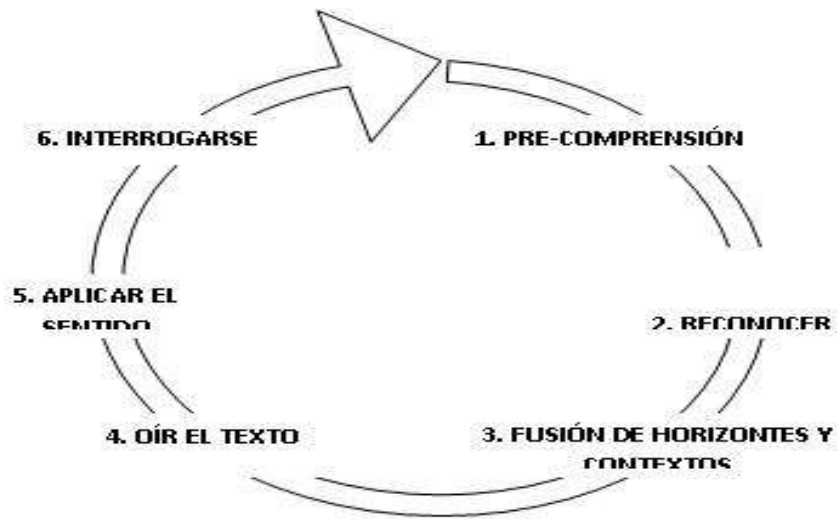 6. INTERROGARSE
1. PRE-COMPRENSIÓN
5. APLICAR EL
SENTIDO
2. RECONOCER
4. OÍR EL TEXTO
3. FUSIÓN DE HORIZONTES Y
CONTEXTOS